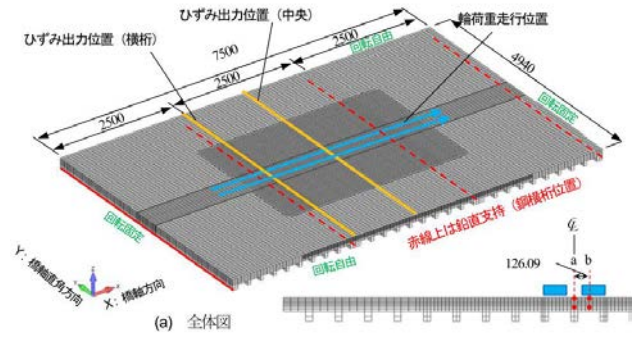 ひずみ出力位置（中央）
ひずみ出力位置（横桁）
輪荷重走行位置
7500
2500
回転自由
2500
4940
2500
回転固定
回転固定
赤線上は鉛直支持（鋼横桁位置）
回転自由
Z
Y
X
Y：橋軸直角方向
X：橋軸方向
(a) 全体図
℄
a b
126.09